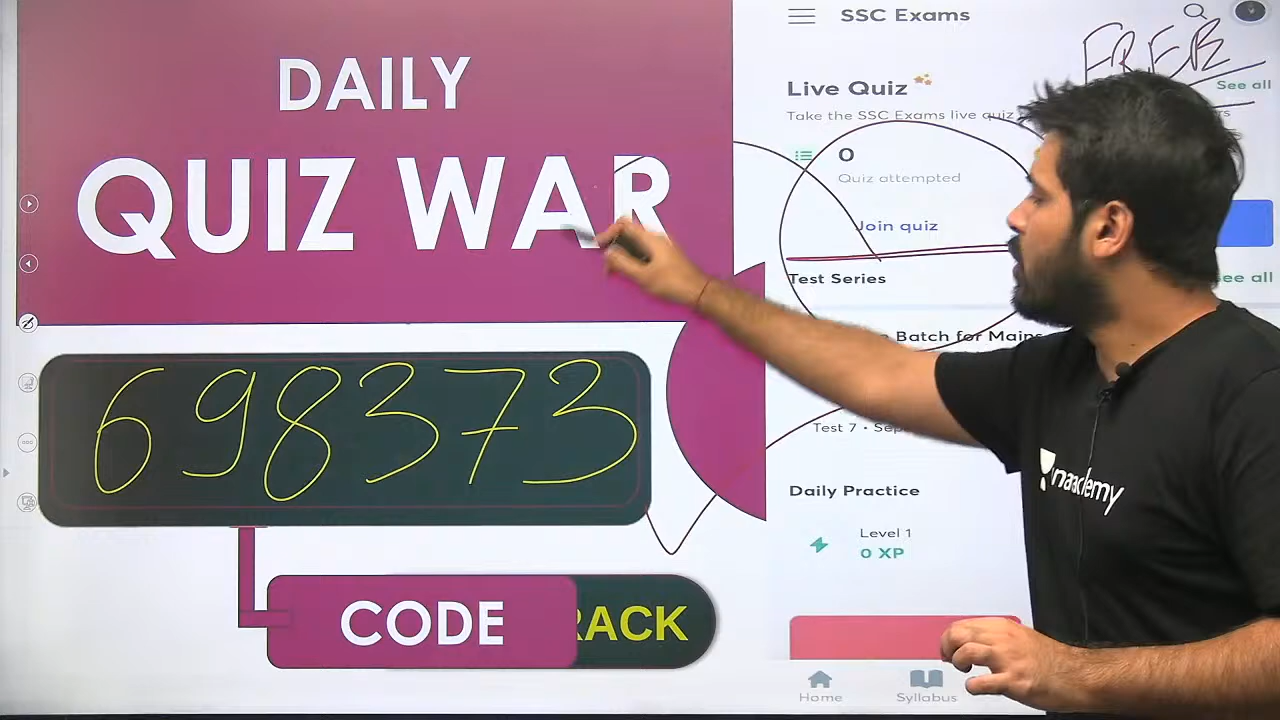 DAILY
QUIZ WAR
698373
CODE
RACK
SSC Exams
FREE
Live Quiz
See all
Take the SSC Exams live quiz
0
Quiz attempted
Join quiz
Test Series
See all
Batch for Mains
Test 7 •
Daily Practice
Level 1
0 XP
Home
Syllabus
unacademy